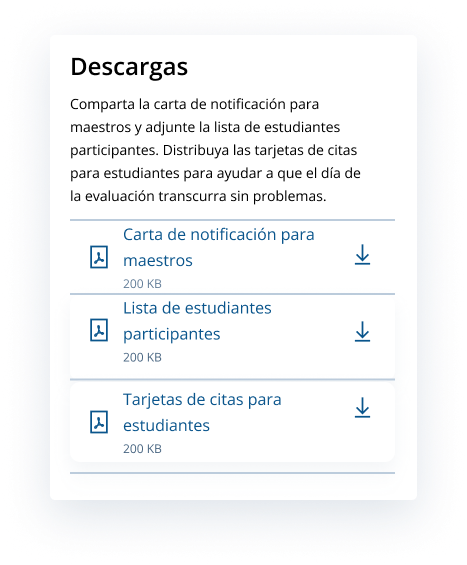 Descargas
Comparta la carta de notificación para
maestros y adjunte la lista de estudiantes
participantes. Distribuya las tarjetas de citas
para estudiantes para ayudar a que el día de
la evaluación transcurra sin problemas.
Carta de notificación para
maestros
200 KB
Lista de estudiantes
participantes
200 KB
Tarjetas de citas para
estudiantes
200 KB